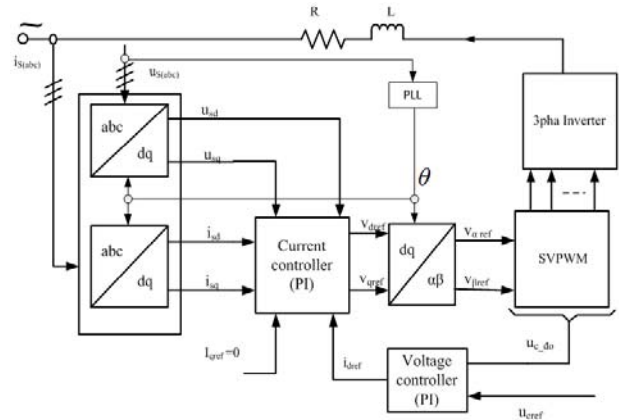 R
L
~
i_S(abc)
u_S(abc)
PLL
3pha Inverter
abc
dq
u_sd
u_sq
θ
abc
dq
i_sd
i_sq
Current
controller
(PI)
v_dref
v_qref
dq
αβ
v_α ref
v_βref
SVPWM
I_qref=0
i_dref
Voltage
controller
(PI)
u_c_do
u_cref